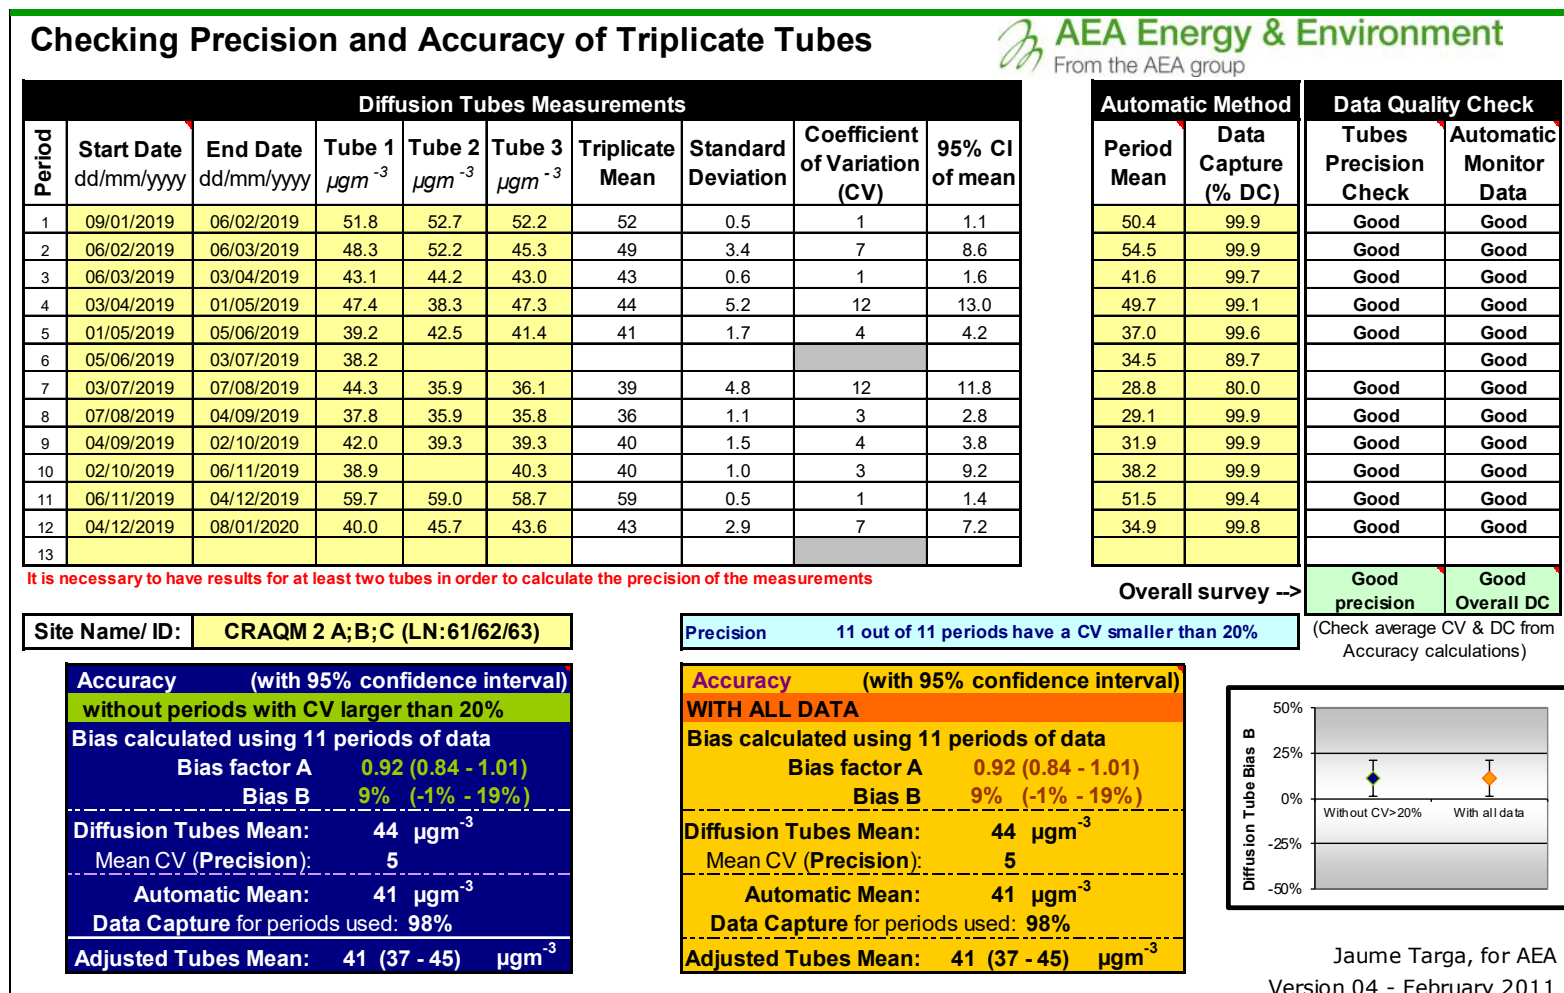 Checking Precision and Accuracy of Triplicate Tubes
AEA Energy & Environment
From the AEA group
Diffusion Tubes Measurements
Automatic Method
Data Quality Check
Period
Start Date dd/mm/yyyy
End Date dd/mm/yyyy
Tube 1 µgm⁻³
Tube 2 µgm⁻³
Tube 3 µgm⁻³
Triplicate Mean
Standard Deviation
Coefficient of Variation (CV)
95% CI of mean
Period Mean
Data Capture (% DC)
Tubes Precision Check
Automatic Monitor Data
1 09/01/2019 06/02/2019 51.8 52.7 52.2 52 0.5 1 1.1 50.4 99.9 Good Good
2 06/02/2019 06/03/2019 48.3 52.2 45.3 49 3.4 7 8.6 54.5 99.9 Good Good
3 06/03/2019 03/04/2019 43.1 44.2 43.0 43 0.6 1 1.6 41.6 99.7 Good Good
4 03/04/2019 01/05/2019 47.4 38.3 47.3 44 5.2 12 13.0 49.7 99.1 Good Good
5 01/05/2019 05/06/2019 39.2 42.5 41.4 41 1.7 4 4.2 37.0 99.6 Good Good
6 05/06/2019 03/07/2019 38.2 34.5 89.7 Good
7 03/07/2019 07/08/2019 44.3 35.9 36.1 39 4.8 12 11.8 28.8 80.0 Good Good
8 07/08/2019 04/09/2019 37.8 35.9 35.8 36 1.1 3 2.8 29.1 99.9 Good Good
9 04/09/2019 02/10/2019 42.0 39.3 39.3 40 1.5 4 3.8 31.9 99.9 Good Good
10 02/10/2019 06/11/2019 38.9 40.3 40 1.0 3 9.2 38.2 99.9 Good Good
11 06/11/2019 04/12/2019 59.7 59.0 58.7 59 0.5 1 1.4 51.5 99.4 Good Good
12 04/12/2019 08/01/2020 40.0 45.7 43.6 43 2.9 7 7.2 34.9 99.8 Good Good
13
It is necessary to have results for at least two tubes in order to calculate the precision of the measurements
Overall survey --> Good precision Good Overall DC
(Check average CV & DC from Accuracy calculations)
Site Name/ ID: CRAQM 2 A;B;C (LN:61/62/63)
Precision 11 out of 11 periods have a CV smaller than 20%
Accuracy (with 95% confidence interval)
without periods with CV larger than 20%
Bias calculated using 11 periods of data
Bias factor A 0.92 (0.84 - 1.01)
Bias B 9% (-1% - 19%)
Diffusion Tubes Mean: 44 µgm⁻³
Mean CV (Precision): 5
Automatic Mean: 41 µgm⁻³
Data Capture for periods used: 98%
Adjusted Tubes Mean: 41 (37 - 45) µgm⁻³
Accuracy (with 95% confidence interval)
WITH ALL DATA
Bias calculated using 11 periods of data
Bias factor A 0.92 (0.84 - 1.01)
Bias B 9% (-1% - 19%)
Diffusion Tubes Mean: 44 µgm⁻³
Mean CV (Precision): 5
Automatic Mean: 41 µgm⁻³
Data Capture for periods used: 98%
Adjusted Tubes Mean: 41 (37 - 45) µgm⁻³
Diffusion Tube Bias B
50%
25%
0%
-25%
-50%
Without CV>20%
With all data
Jaume Targa, for AEA
Version 04 - February 2011